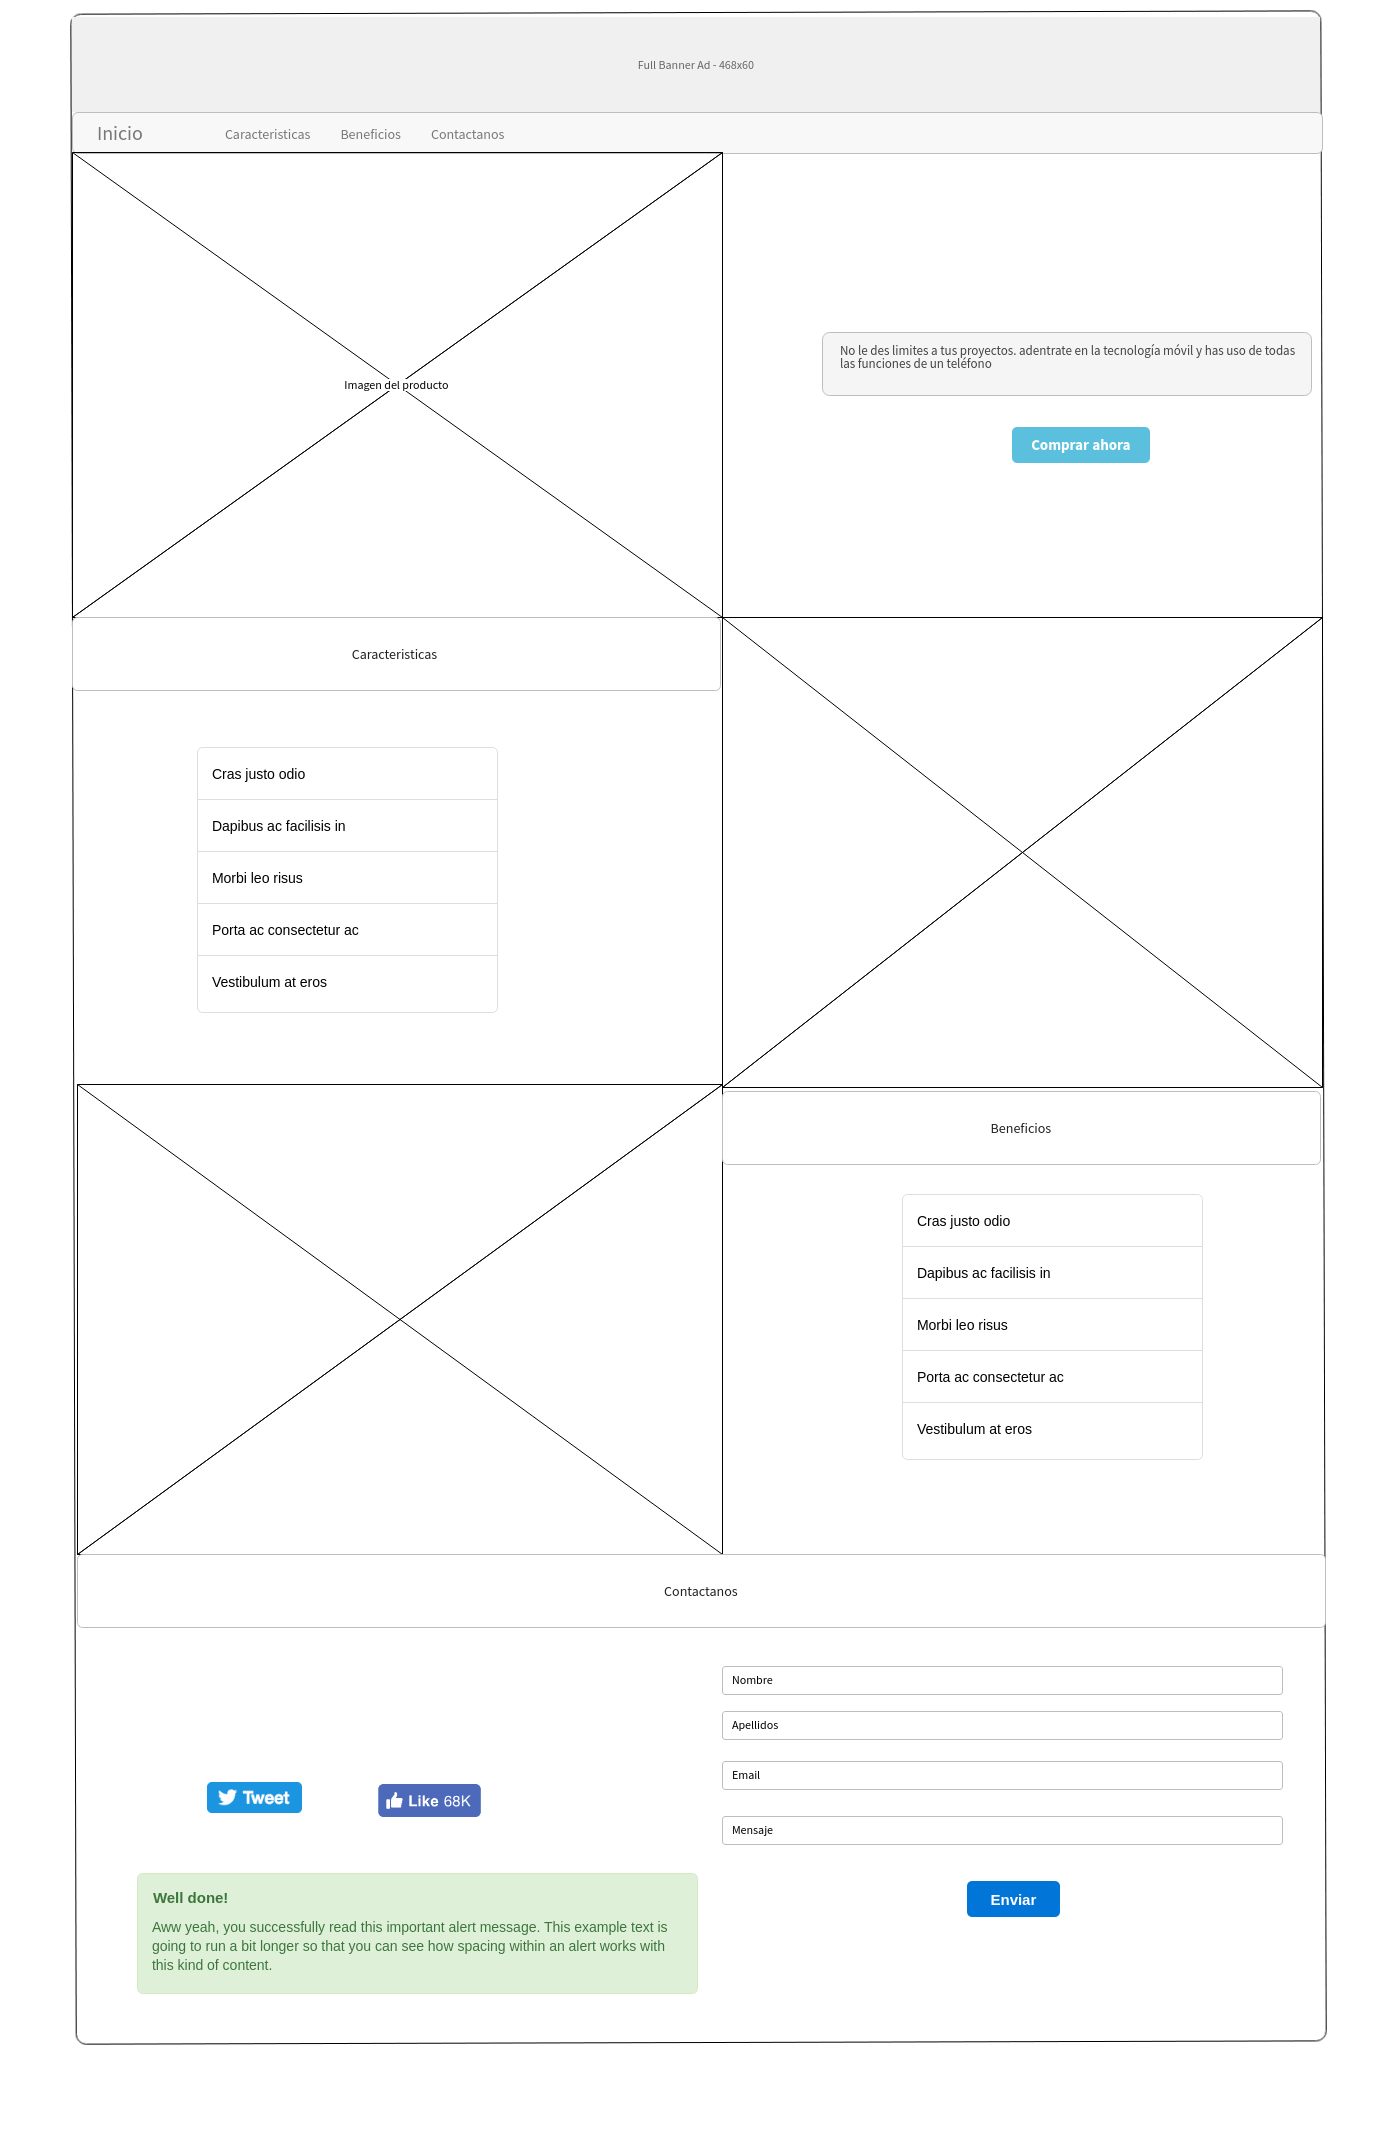 Full Banner Ad - 468x60
Inicio Caracteristicas Beneficios Contactanos
Imagen del producto
No le des limites a tus proyectos. adentrate en la tecnología móvil y has uso de todas
las funciones de un teléfono
Comprar ahora
Caracteristicas
Cras justo odio
Dapibus ac facilisis in
Morbi leo risus
Porta ac consectetur ac
Vestibulum at eros
Beneficios
Cras justo odio
Dapibus ac facilisis in
Morbi leo risus
Porta ac consectetur ac
Vestibulum at eros
Contactanos
Nombre
Apellidos
Email
Mensaje
Enviar
Tweet
Like 68K
Well done!
Aww yeah, you successfully read this important alert message. This example text is
going to run a bit longer so that you can see how spacing within an alert works with
this kind of content.